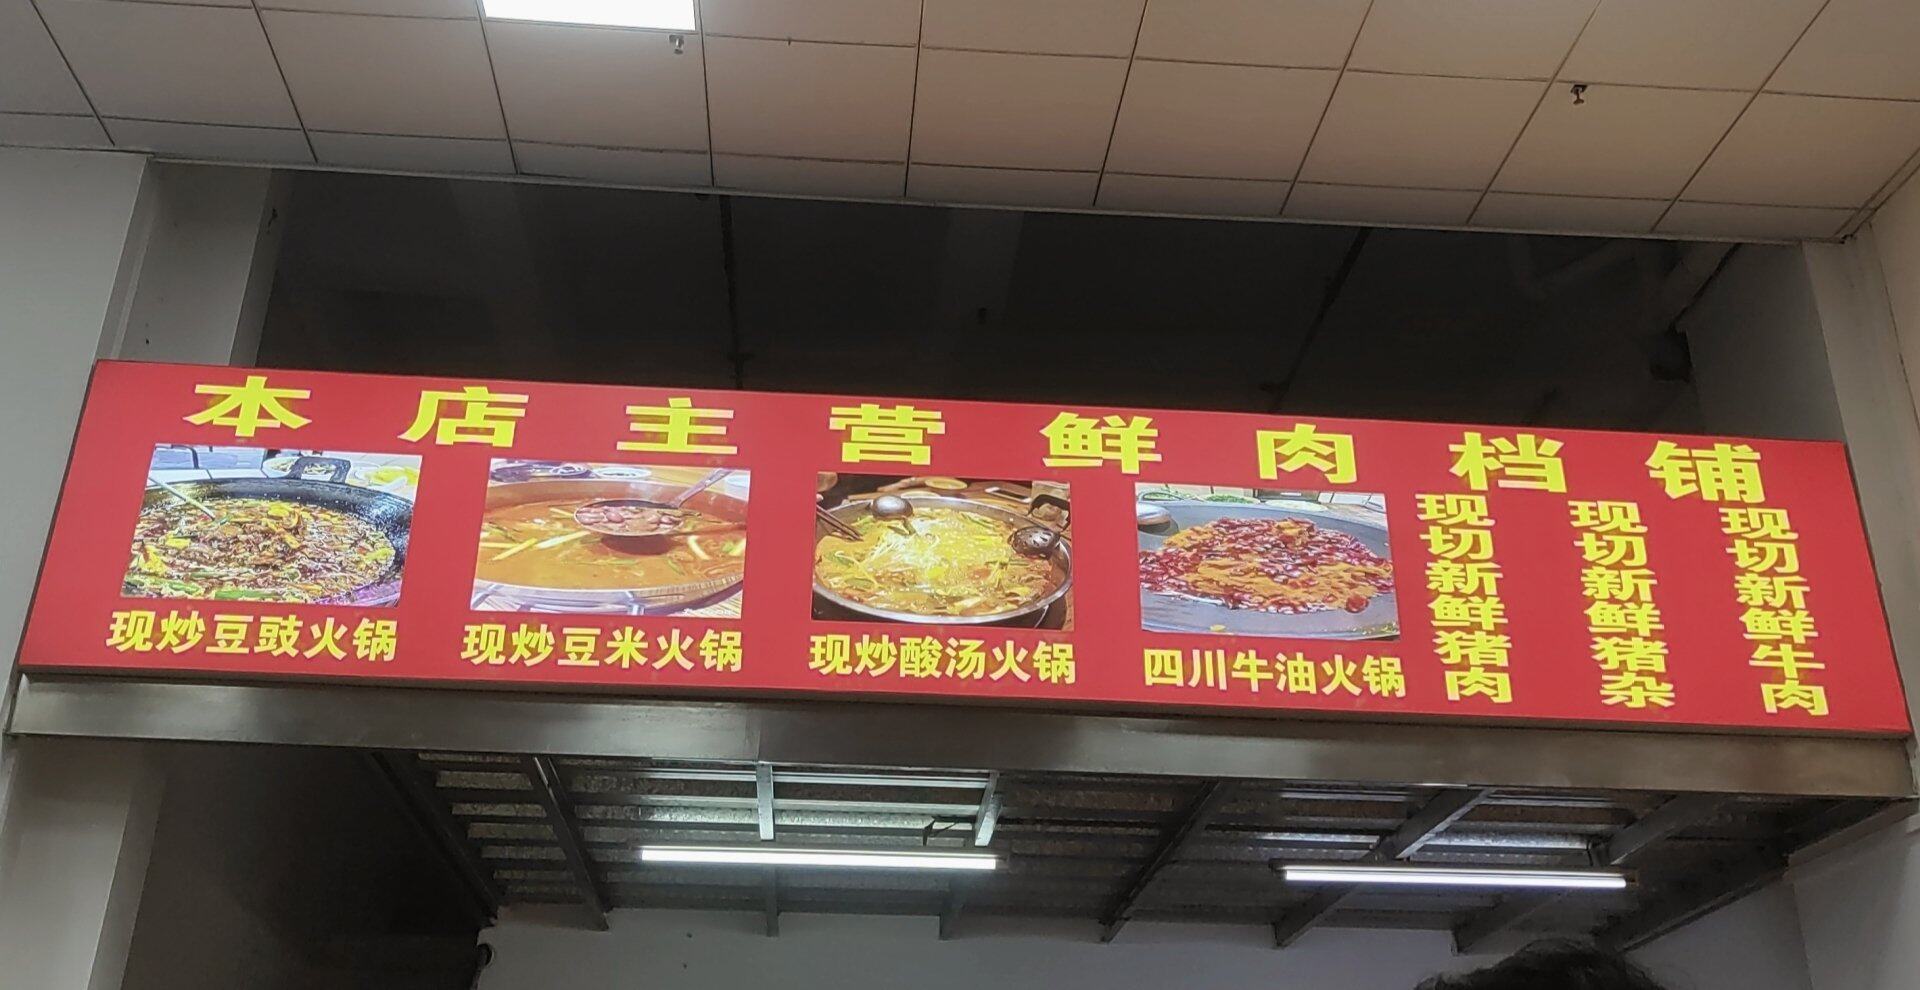 本店主营鲜肉档铺
现炒豆豉火锅
现炒豆米火锅
现炒酸汤火锅
四川牛油火锅
现切新鲜猪肉
现切新鲜猪杂
现切新鲜牛肉